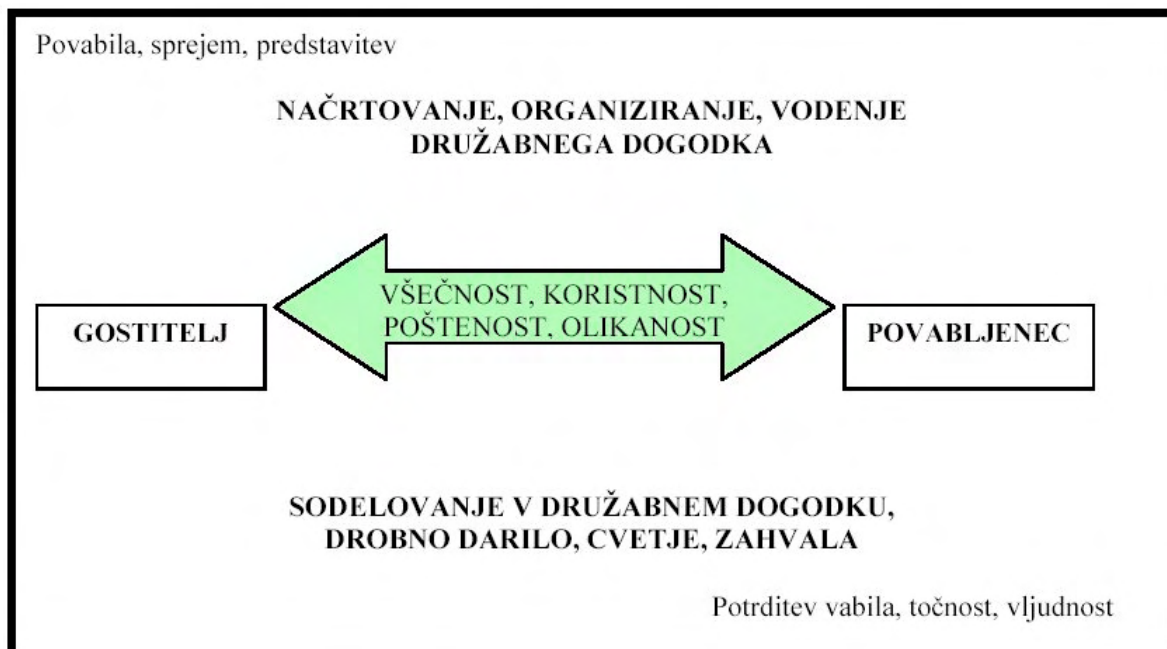 Povabila, sprejem, predstavitev
NAČRTOVANJE, ORGANIZIRANJE, VODENJE
DRUŽABNEGA DOGODKA
VŠEČNOST, KORISTNOST,
POŠTENOST, OLIKANOST
GOSTITELJ
POVABLJENEC
SODELOVANJE V DRUŽABNEM DOGODKU,
DROBNO DARILO, CVETJE, ZAHVALA
Potrditev vabila, točnost, vljudnost